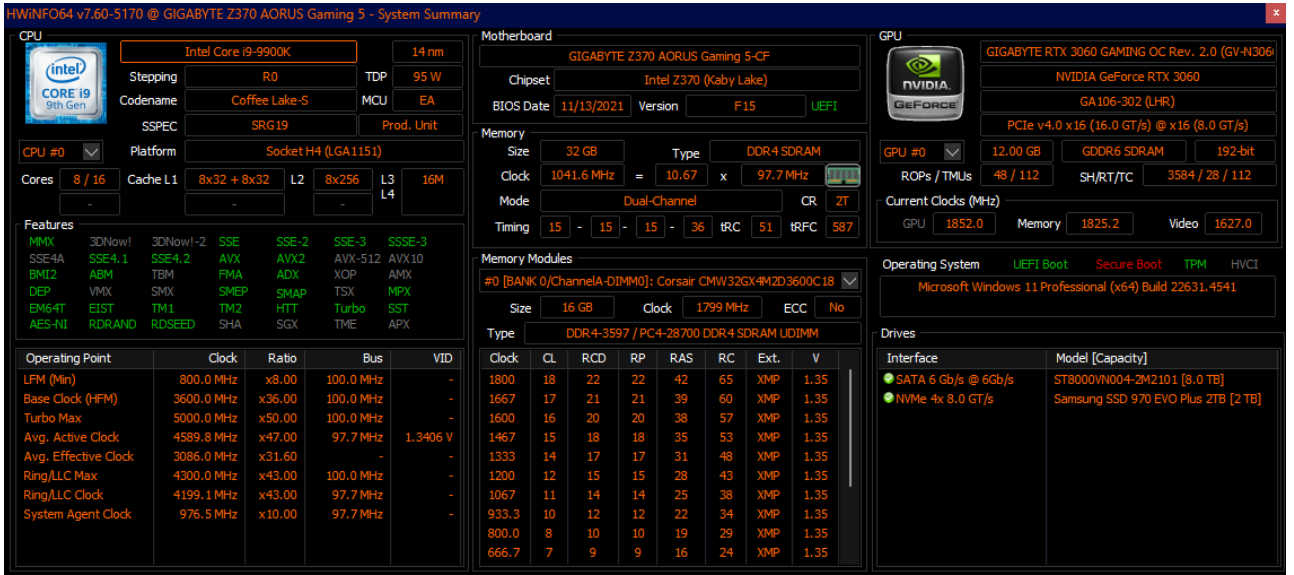 HWiNFO64 v7.60-5170 @ GIGABYTE Z370 AORUS Gaming 5 - System Summary x
CPU
intel CORE i9 9th Gen
Intel Core i9-9900K 14 nm
Stepping R0 TDP 95 W
Codename Coffee Lake-S MCU EA
SSPEC SRG19 Prod. Unit
CPU #0 Platform Socket H4 (LGA1151)
Cores 8 / 16 Cache L1 8x32 + 8x32 L2 8x256 L3 16M
- - - L4
Features
MMX 3DNow! 3DNow!-2 SSE SSE-2 SSE-3 SSSE-3
SSE4A SSE4.1 SSE4.2 AVX AVX2 AVX-512 AVX10
BMI2 ABM TBM FMA ADX XOP AMX
DEP VMX SMX SMEP SMAP TSX MPX
EM64T EIST TM1 TM2 HTT Turbo SST
AES-NI RDRAND RDSEED SHA SGX TME APX
Operating Point Clock Ratio Bus VID
LFM (Min) 800.0 MHz x8.00 100.0 MHz -
Base Clock (HFM) 3600.0 MHz x36.00 100.0 MHz -
Turbo Max 5000.0 MHz x50.00 100.0 MHz -
Avg. Active Clock 4589.8 MHz x47.00 97.7 MHz 1.3406 V
Avg. Effective Clock 3086.0 MHz x31.60 - -
Ring/LLC Max 4300.0 MHz x43.00 100.0 MHz -
Ring/LLC Clock 4199.1 MHz x43.00 97.7 MHz -
System Agent Clock 976.5 MHz x10.00 97.7 MHz -
Motherboard
GIGABYTE Z370 AORUS Gaming 5-CF
Chipset Intel Z370 (Kaby Lake)
BIOS Date 11/13/2021 Version F15 UEFI
Memory
Size 32 GB Type DDR4 SDRAM
Clock 1041.6 MHz = 10.67 x 97.7 MHz
Mode Dual-Channel CR 2T
Timing 15 - 15 - 15 - 36 tRC 51 tRFC 587
Memory Modules
#0 [BANK 0/ChannelA-DIMM0]: Corsair CMW32GX4M2D3600C18
Size 16 GB Clock 1799 MHz ECC No
Type DDR4-3597 / PC4-28700 DDR4 SDRAM UDIMM
Clock CL RCD RP RAS RC Ext. V
1800 18 22 22 42 65 XMP 1.35
1667 17 21 21 39 60 XMP 1.35
1600 16 20 20 38 57 XMP 1.35
1467 15 18 18 35 53 XMP 1.35
1333 14 17 17 31 48 XMP 1.35
1200 12 15 15 28 43 XMP 1.35
1067 11 14 14 25 38 XMP 1.35
933.3 10 12 12 22 34 XMP 1.35
800.0 8 10 10 19 29 XMP 1.35
666.7 7 9 9 16 24 XMP 1.35
GPU
NVIDIA. GEFORCE
GIGABYTE RTX 3060 GAMING OC Rev. 2.0 (GV-N306
NVIDIA GeForce RTX 3060
GA106-302 (LHR)
PCIe v4.0 x16 (16.0 GT/s) @ x16 (8.0 GT/s)
GPU #0 12.00 GB GDDR6 SDRAM 192-bit
ROPs / TMUs 48 / 112 SH/RT/TC 3584 / 28 / 112
Current Clocks (MHz)
GPU 1852.0 Memory 1825.2 Video 1627.0
Operating System UEFI Boot Secure Boot TPM HVCI
Microsoft Windows 11 Professional (x64) Build 22631.4541
Drives
Interface Model [Capacity]
SATA 6 Gb/s @ 6Gb/s ST8000VN004-2M2101 [8.0 TB]
NVMe 4x 8.0 GT/s Samsung SSD 970 EVO Plus 2TB [2 TB]